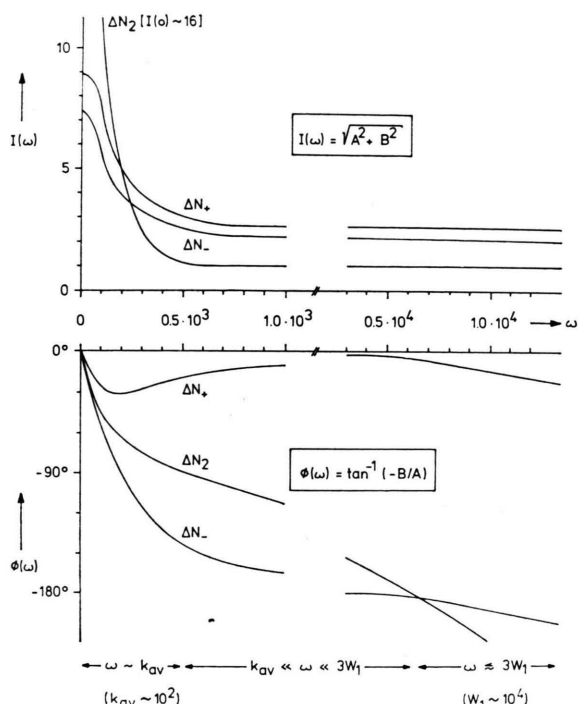 ΔN₂ [I(o) ~ 16]
10
I(ω)
I(ω) = √A² + B²
5
ΔN₊
ΔN₋
0
0
0.5·10³
1.0·10³
0.5·10⁴
1.0·10⁴
ω
0°
ΔN₊
ΔN₂
-90°
ϕ(ω) = tan⁻¹ (-B/A)
ΔN₋
ϕ(ω)
-180°
ω ~ kₐᵥ
kₐᵥ ≪ ω ≪ 3W₁
ω ≲ 3W₁
(kₐᵥ ~ 10²)
(W₁ ~ 10⁴)